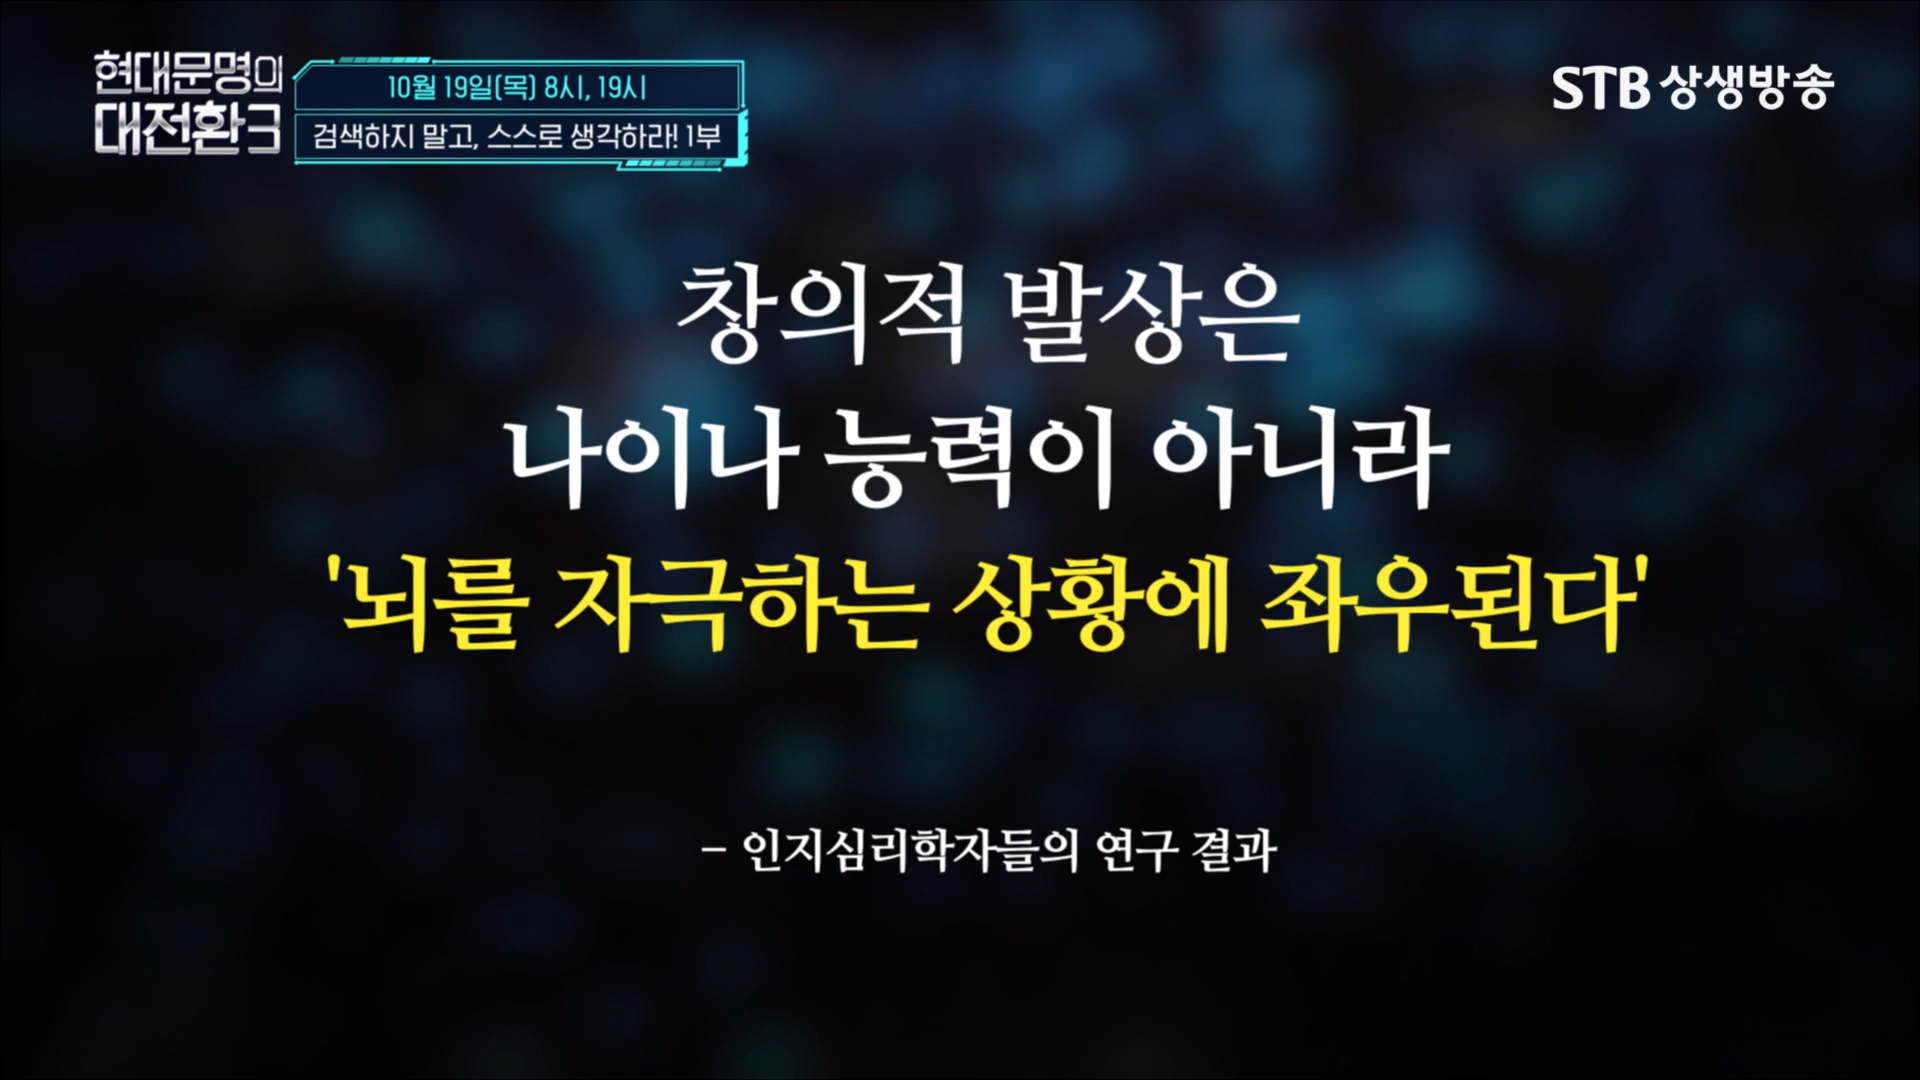 현대문명의
대전환3
10월 19일(목) 8시, 19시
검색하지 말고, 스스로 생각하라! 1부
STB 상생방송
창의적 발상은
나이나 능력이 아니라
'뇌를 자극하는 상황에 좌우된다'
– 인지심리학자들의 연구 결과